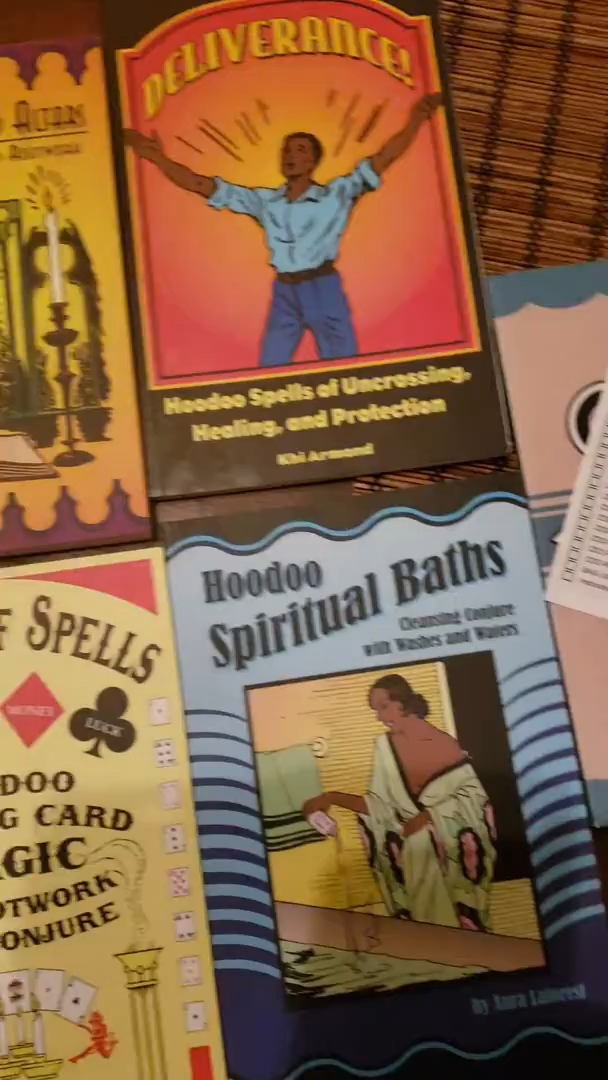 DELIVERANCE!
Hoodoo Spells of Uncrossing,
Healing, and Protection
Khi Armand
Hoodoo
Spiritual Baths
Cleansing Conjure
with Washes and Waters
By Aura Laforest
F SPELLS
MONEY
LUCK
DOO
G CARD
GIC
OTWORK
ONJURE